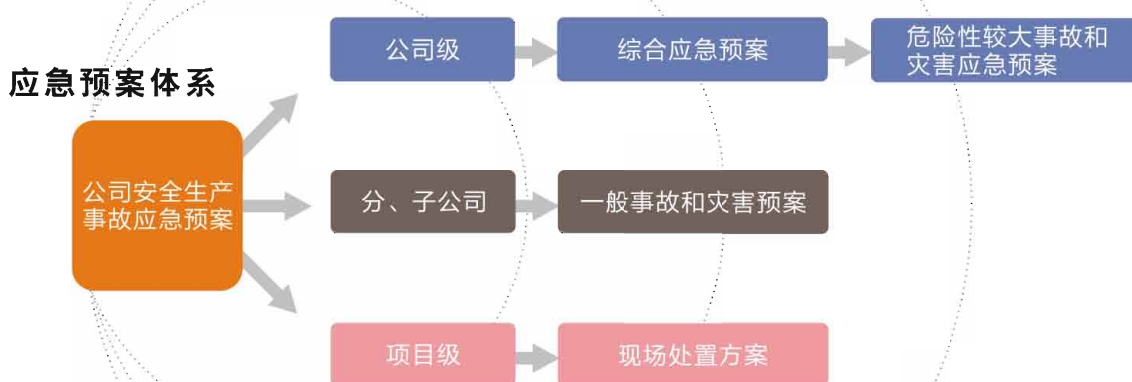 应急预案体系
公司安全生产
事故应急预案
公司级
综合应急预案
危险性较大事故和
灾害应急预案
分、子公司
一般事故和灾害预案
项目级
现场处置方案